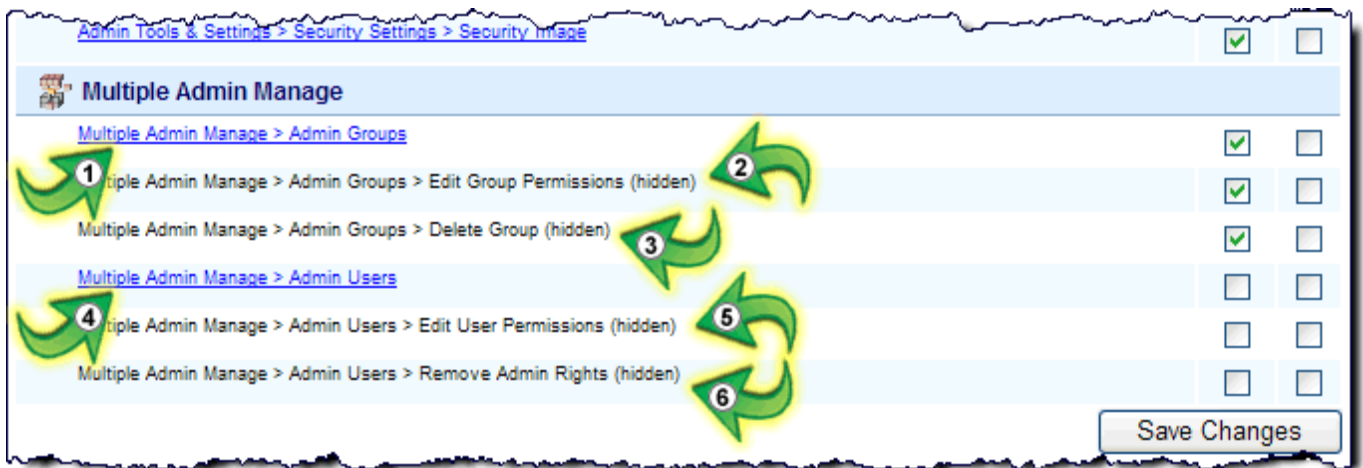 Admin Tools & Settings > Security Settings > Security Image
Multiple Admin Manage
Multiple Admin Manage > Admin Groups
1
tiple Admin Manage > Admin Groups > Edit Group Permissions (hidden)
2
Multiple Admin Manage > Admin Groups > Delete Group (hidden)
3
Multiple Admin Manage > Admin Users
4
tiple Admin Manage > Admin Users > Edit User Permissions (hidden)
5
Multiple Admin Manage > Admin Users > Remove Admin Rights (hidden)
6
Save Changes